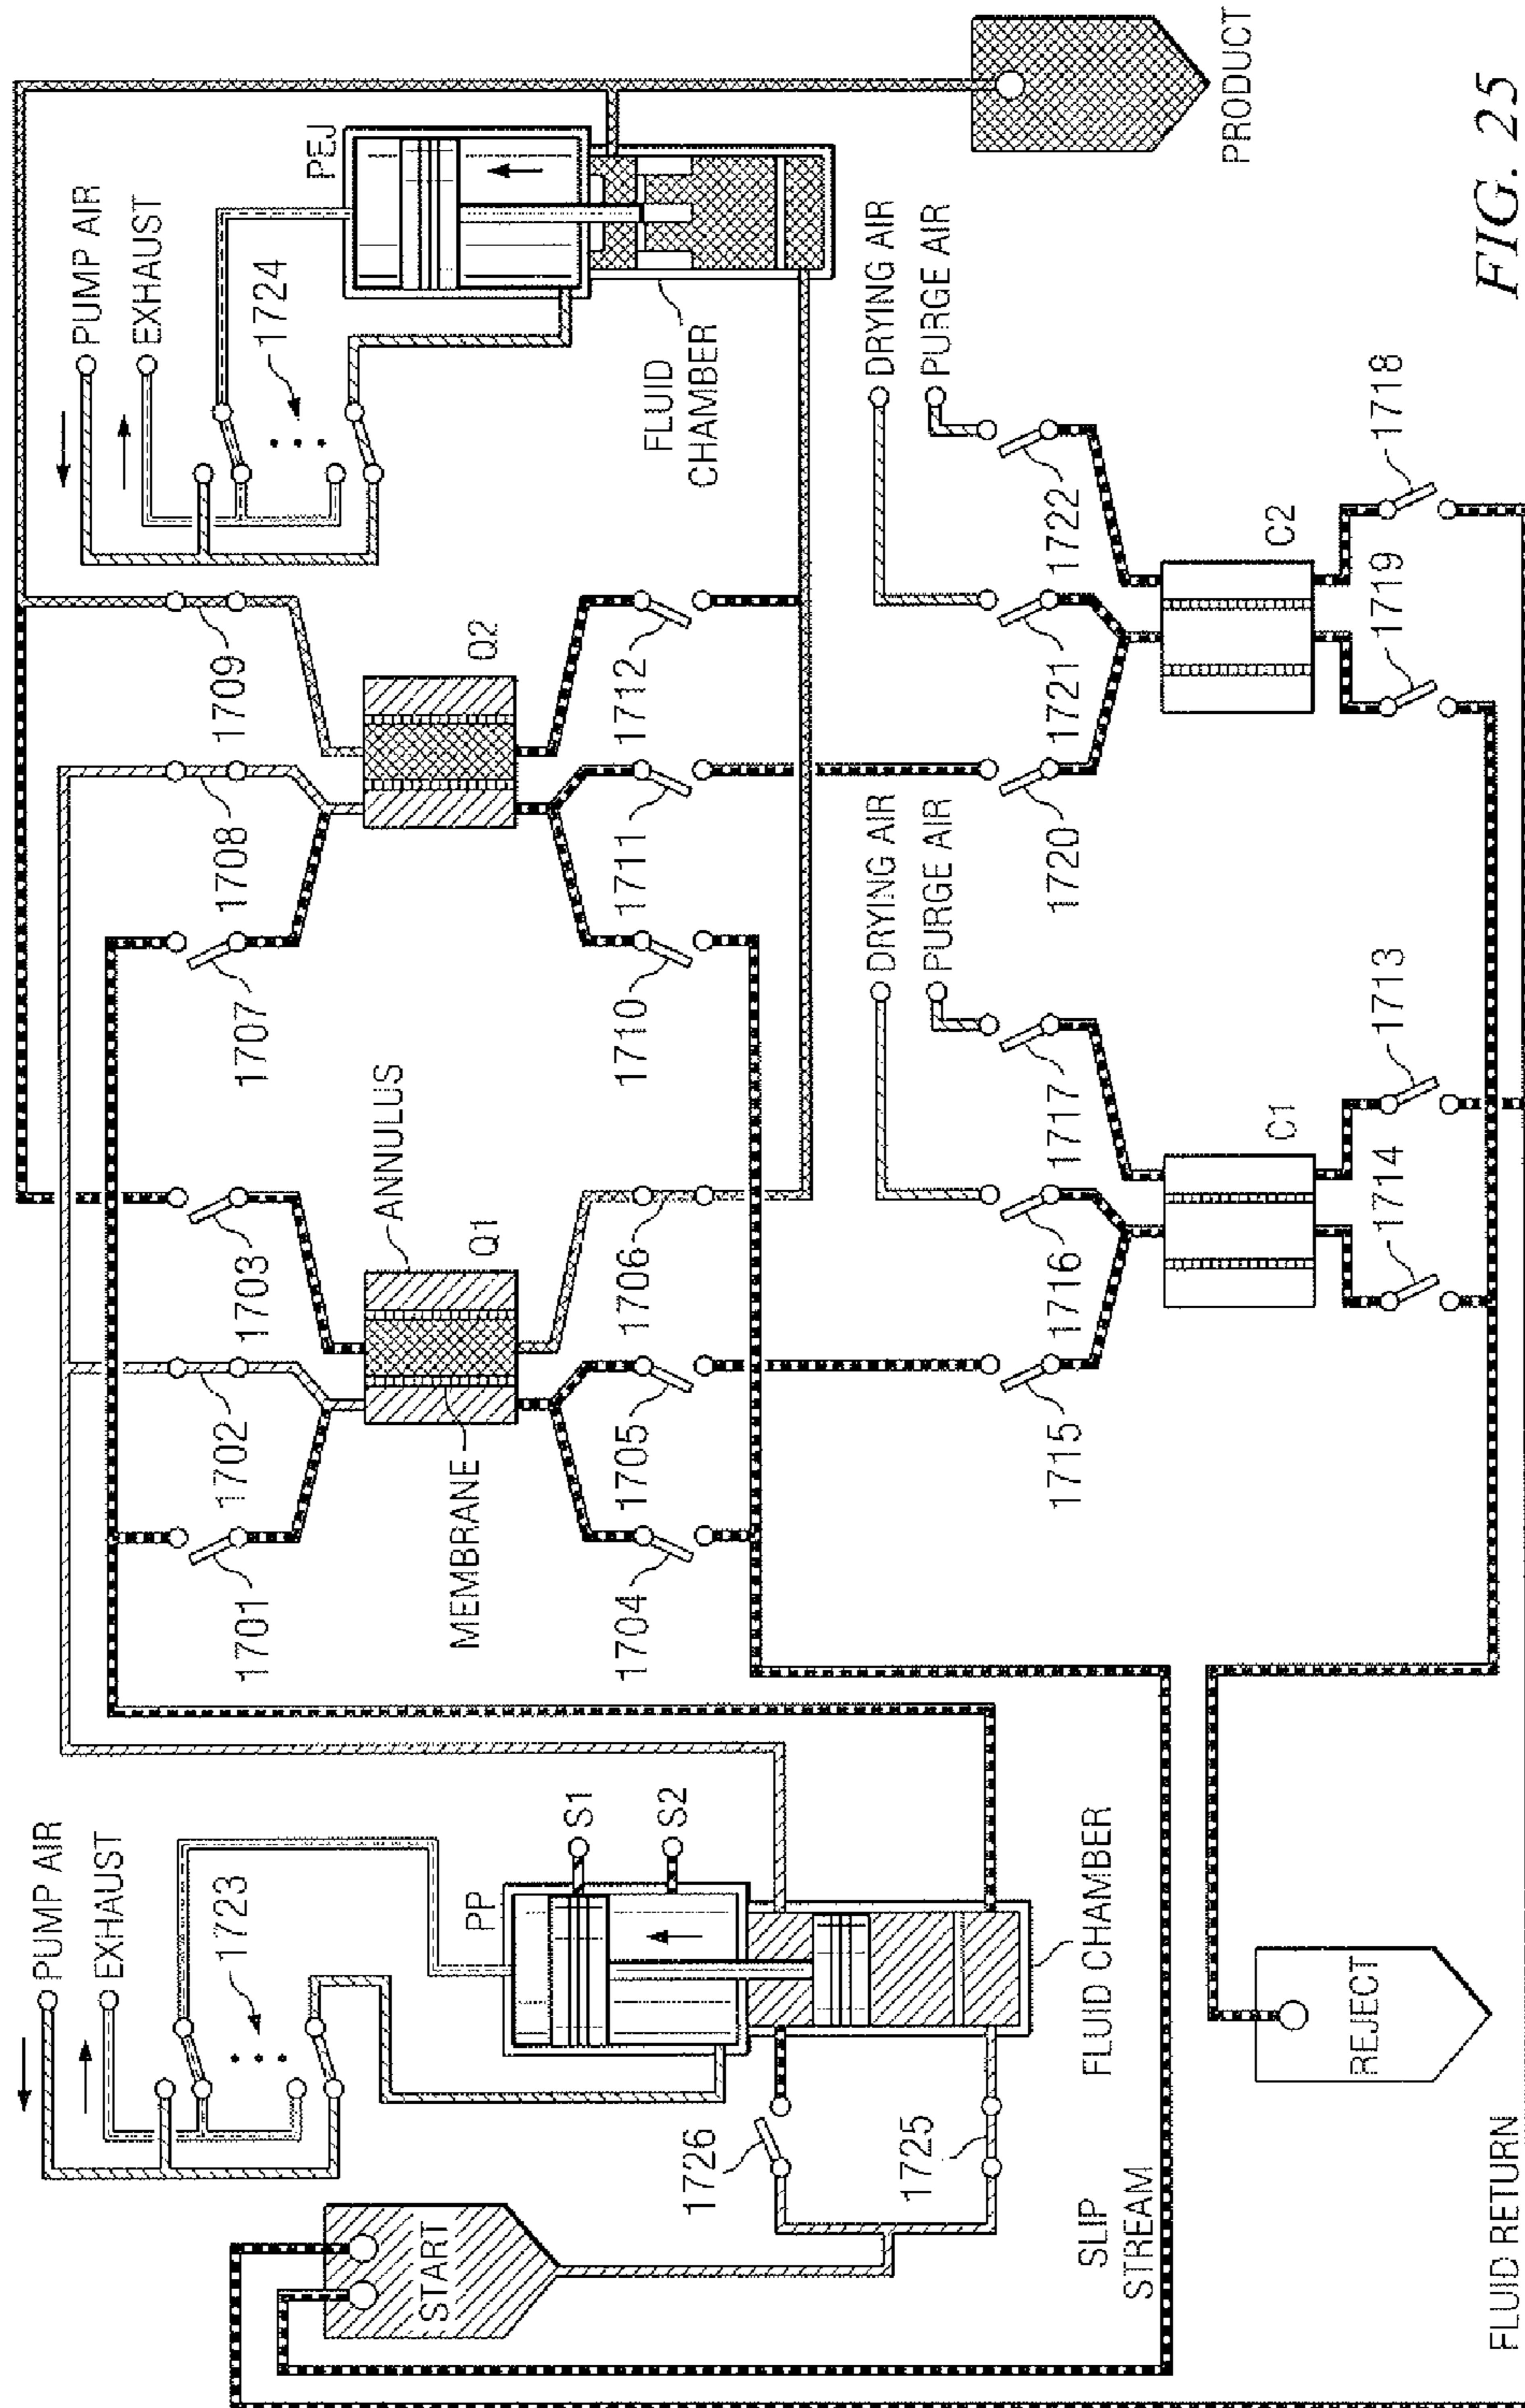 PUMP AIR
EXHAUST
1723
PP
S1
S2
1726
1725
START
FLUID CHAMBER
SLIP
STREAM
REJECT
FLUID RETURN
1701
1702
1703
MEMBRANE
ANNULUS
Q1
1704
1705
1706
1707
1708
1709
Q2
1710
1711
1712
PUMP AIR
EXHAUST
1724
PEJ
FLUID
CHAMBER
PRODUCT
DRYING AIR
PURGE AIR
1715
1716
1717
C1
1714
1713
DRYING AIR
PURGE AIR
1720
1721
1722
C2
1719
1718
FIG. 25